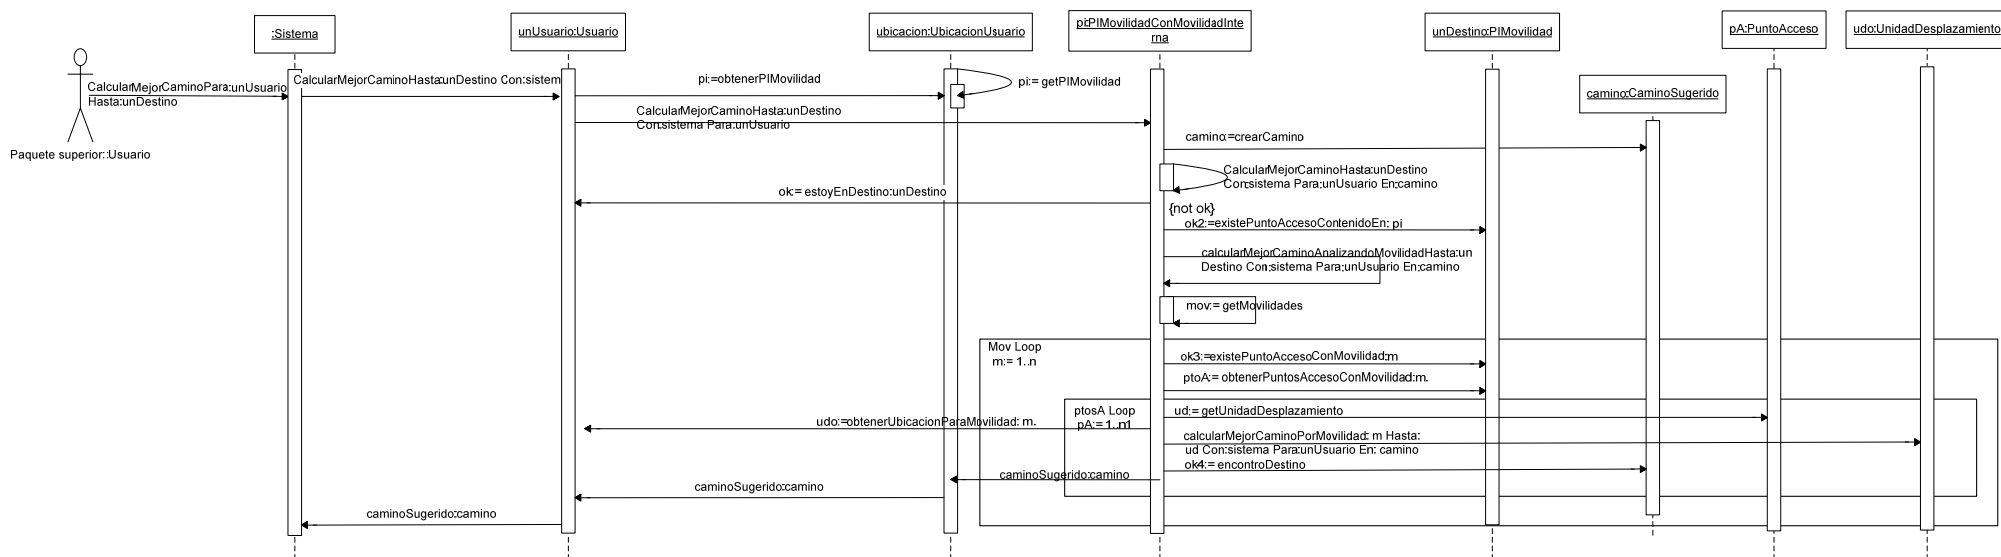 :Sistema
unUsuario:Usuario
ubicacion:UbicacionUsuario
pi:PIMovilidadConMovilidadInte
rna
unDestino:PIMovilidad
pA:PuntoAcceso
udo:UnidadDesplazamiento
camino:CaminoSugerido
Paquete superior::Usuario
CalcularMejorCaminoPara:unUsuario
Hasta:unDestino
CalcularMejorCaminoHasta:unDestino Con:sistem
pi:=obtenerPIMovilidad
pi:= getPIMovilidad
CalcularMejorCaminoHasta:unDestino
Con:sistema Para:unUsuario
camino:=crearCamino
CalcularMejorCaminoHasta:unDestino
Con:sistema Para:unUsuario En:camino
ok:= estoyEnDestino:unDestino
{not ok}
ok2:=existePuntoAccesoContenidoEn: pi
calcularMejorCaminoAnalizandoMovilidadHasta:un
Destino Con:sistema Para:unUsuario En:camino
mov:= getMovilidades
Mov Loop
m:= 1..n
ok3:=existePuntoAccesoConMovilidad:m
ptoA:= obtenerPuntosAccesoConMovilidad:m.
ptosA Loop
pA:= 1..n1
ud:= getUnidadDesplazamiento
udo:=obtenerUbicacionParaMovilidad: m.
calcularMejorCaminoPorMovilidad: m Hasta:
ud Con:sistema Para:unUsuario En: camino
ok4:= encontroDestino
caminoSugerido:camino
caminoSugerido:camino
caminoSugerido:camino